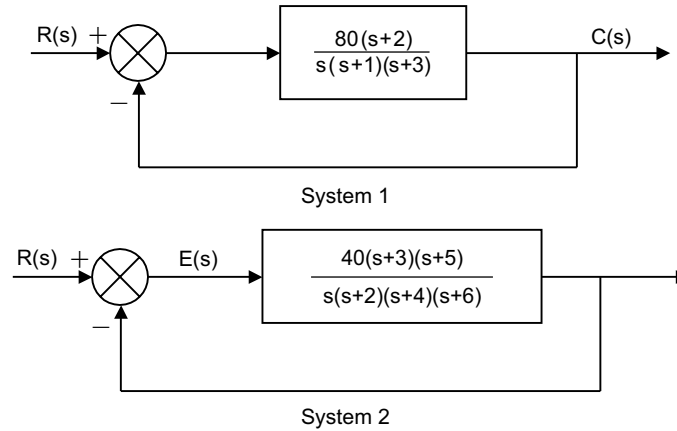 R(s) + 80(s+2) C(s)
s(s+1)(s+3)
−
System 1
R(s) + E(s) 40(s+3)(s+5)
s(s+2)(s+4)(s+6)
−
System 2